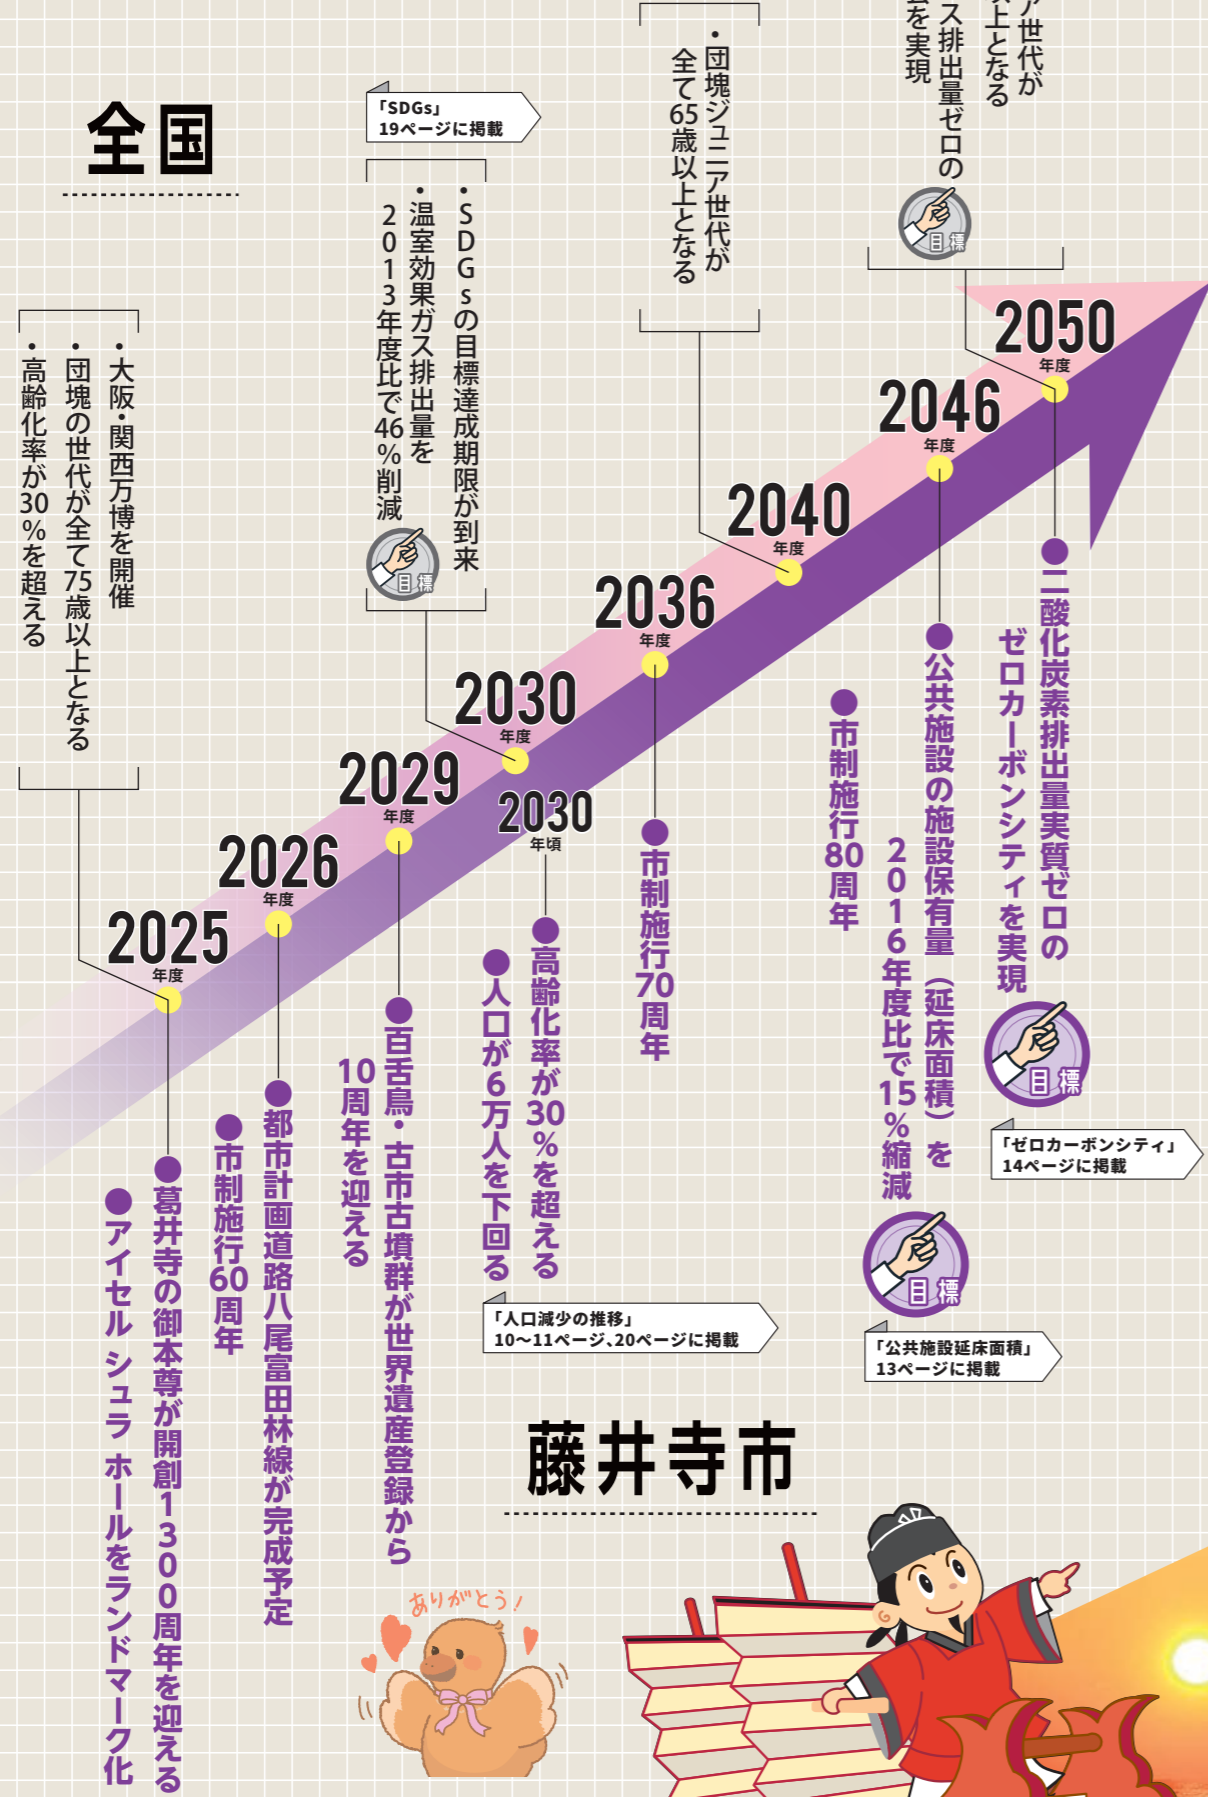 全国
・大阪・関西万博を開催
・団塊の世代が全て75歳以上となる
・高齢化率が30%を超える
「SDGs」
19ページに掲載
・SDGsの目標達成期限が到来
・温室効果ガス排出量を
2013年度比で46%削減
目標
・団塊ジュニア世代が
全て65歳以上となる
ア世代が
上となる
ス排出量ゼロの
を実現
目標
2050
年度
2046
年度
2040
年度
2036
年度
2030
年度
2029
年度
2030
年頃
2026
年度
2025
年度
●二酸化炭素排出量実質ゼロの
ゼロカーボンシティを実現
目標
「ゼロカーボンシティ」
14ページに掲載
●公共施設の施設保有量（延床面積）を
2016年度比で15%縮減
目標
「公共施設延床面積」
13ページに掲載
●市制施行80周年
●市制施行70周年
●高齢化率が30%を超える
●人口が6万人を下回る
「人口減少の推移」
10～11ページ、20ページに掲載
●百舌鳥・古市古墳群が世界遺産登録から
10周年を迎える
●都市計画道路八尾富田林線が完成予定
●市制施行60周年
●葛井寺の御本尊が開創1300周年を迎える
●アイセル シュラ ホールをランドマーク化
藤井寺市
ありがとう！